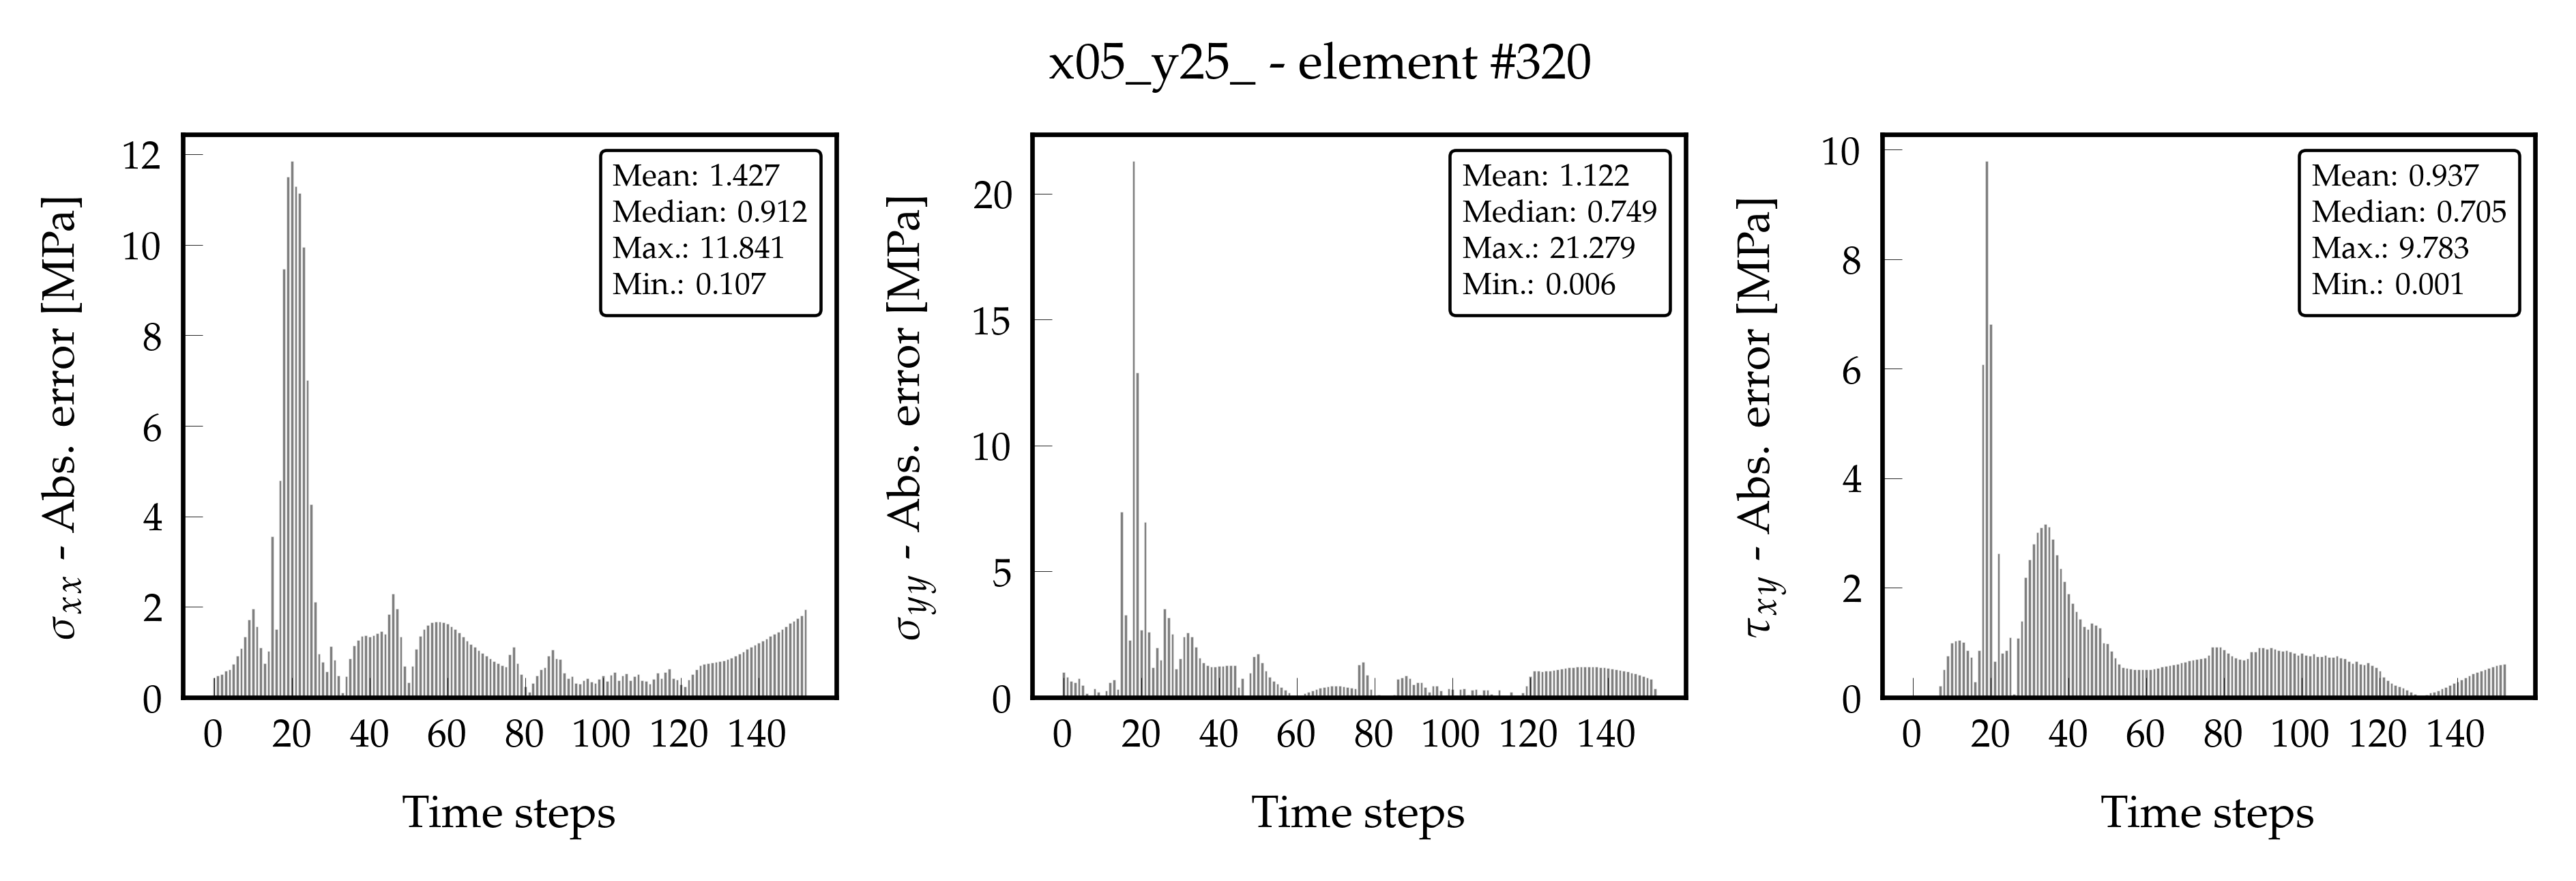 x05_y25_ - element #320
σxx - Abs. error [MPa]
12
10
8
6
4
2
0
Mean: 1.427
Median: 0.912
Max.: 11.841
Min.: 0.107
0 20 40 60 80 100 120 140
Time steps
σyy - Abs. error [MPa]
20
15
10
5
0
Mean: 1.122
Median: 0.749
Max.: 21.279
Min.: 0.006
0 20 40 60 80 100 120 140
Time steps
τxy - Abs. error [MPa]
10
8
6
4
2
0
Mean: 0.937
Median: 0.705
Max.: 9.783
Min.: 0.001
0 20 40 60 80 100 120 140
Time steps